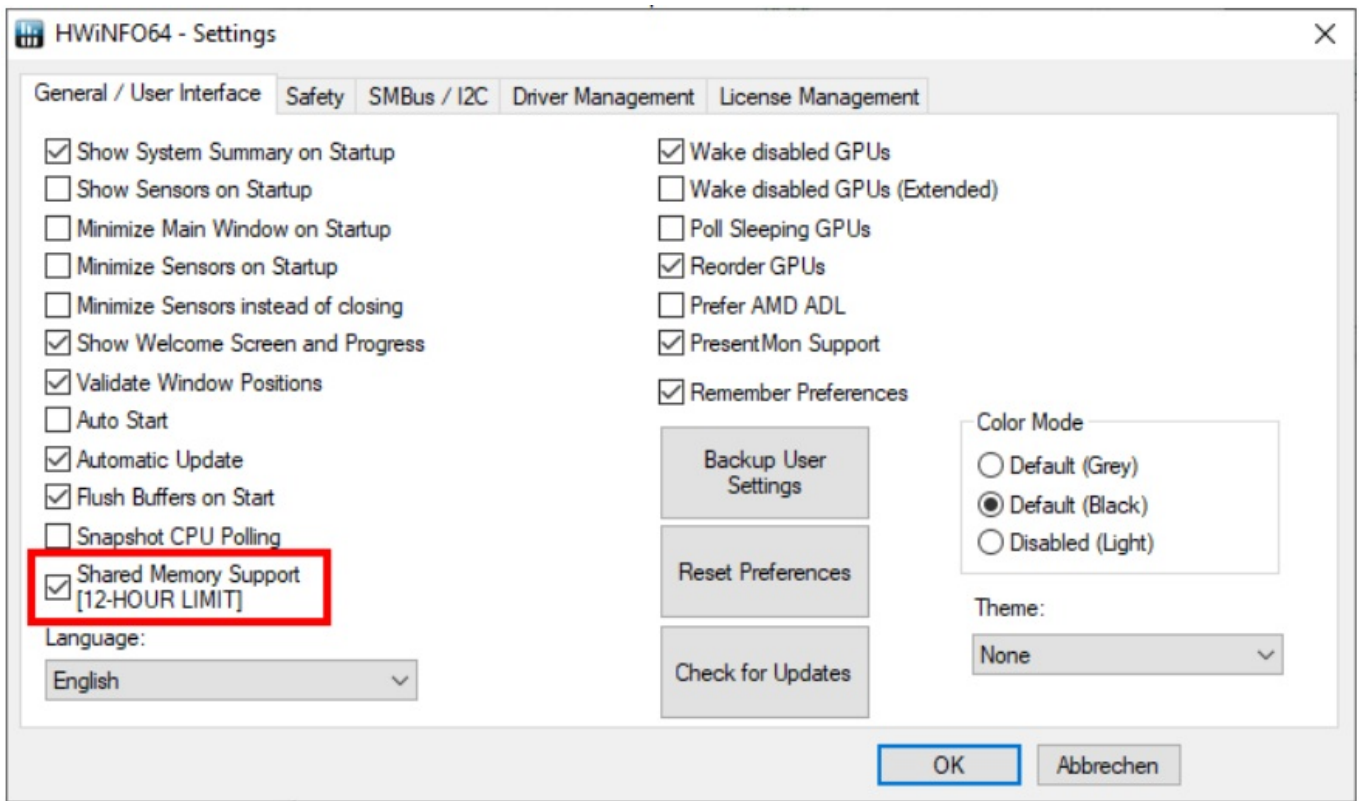 HWiNFO64 - Settings
General / User Interface
Safety
SMBus / I2C
Driver Management
License Management
Show System Summary on Startup
Show Sensors on Startup
Minimize Main Window on Startup
Minimize Sensors on Startup
Minimize Sensors instead of closing
Show Welcome Screen and Progress
Validate Window Positions
Auto Start
Automatic Update
Flush Buffers on Start
Snapshot CPU Polling
Shared Memory Support
[12-HOUR LIMIT]
Language:
English
Wake disabled GPUs
Wake disabled GPUs (Extended)
Poll Sleeping GPUs
Reorder GPUs
Prefer AMD ADL
PresentMon Support
Remember Preferences
Backup User
Settings
Reset Preferences
Check for Updates
Color Mode
Default (Grey)
Default (Black)
Disabled (Light)
Theme:
None
OK
Abbrechen